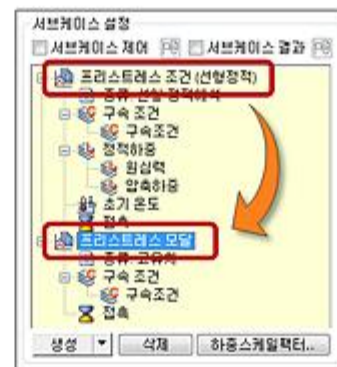 서브케이스 설정
서브케이스 제어 서브케이스 결과
프리스트레스 조건 (선형정적)
종류: 선형 정적해석
구속 조건
구속조건
정적하중
원심력
압축하중
초기 온도
접촉
프리스트레스 모달
종류: 고유치
구속 조건
구속조건
접촉
생성 삭제 하중스케일팩터..